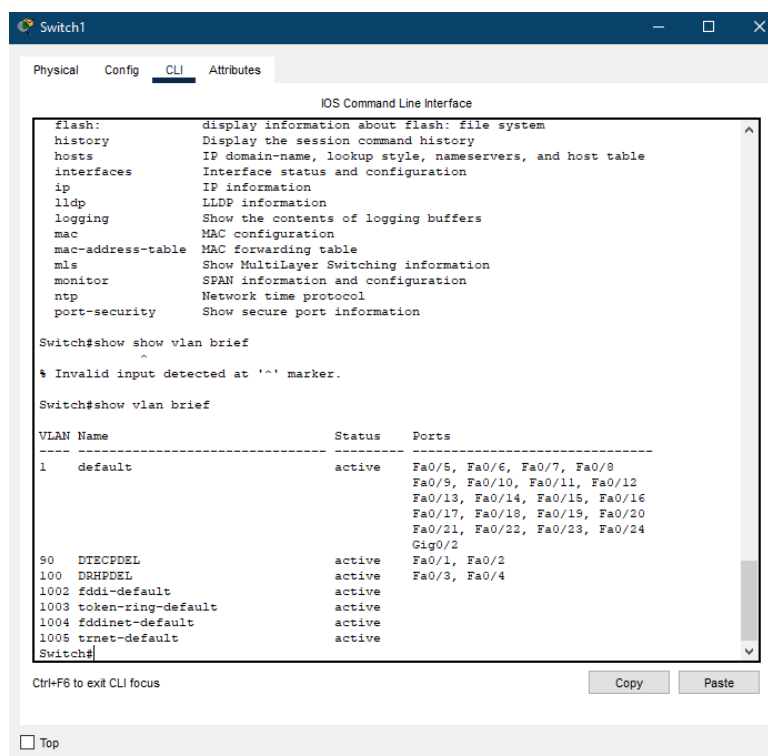 Switch1
Physical Config CLI Attributes
IOS Command Line Interface
flash: display information about flash: file system
history Display the session command history
hosts IP domain-name, lookup style, nameservers, and host table
interfaces Interface status and configuration
ip IP information
lldp LLDP information
logging Show the contents of logging buffers
mac MAC configuration
mac-address-table MAC forwarding table
mls Show MultiLayer Switching information
monitor SPAN information and configuration
ntp Network time protocol
port-security Show secure port information
Switch#show show vlan brief
^
% Invalid input detected at '^' marker.
Switch#show vlan brief
VLAN Name Status Ports
---- -------------------------------- --------- -------------------------------
1 default active Fa0/5, Fa0/6, Fa0/7, Fa0/8
Fa0/9, Fa0/10, Fa0/11, Fa0/12
Fa0/13, Fa0/14, Fa0/15, Fa0/16
Fa0/17, Fa0/18, Fa0/19, Fa0/20
Fa0/21, Fa0/22, Fa0/23, Fa0/24
Gig0/2
90 DTECPDEL active Fa0/1, Fa0/2
100 DRHPDEL active Fa0/3, Fa0/4
1002 fddi-default active
1003 token-ring-default active
1004 fddinet-default active
1005 trnet-default active
Switch#
Ctrl+F6 to exit CLI focus Copy Paste
Top